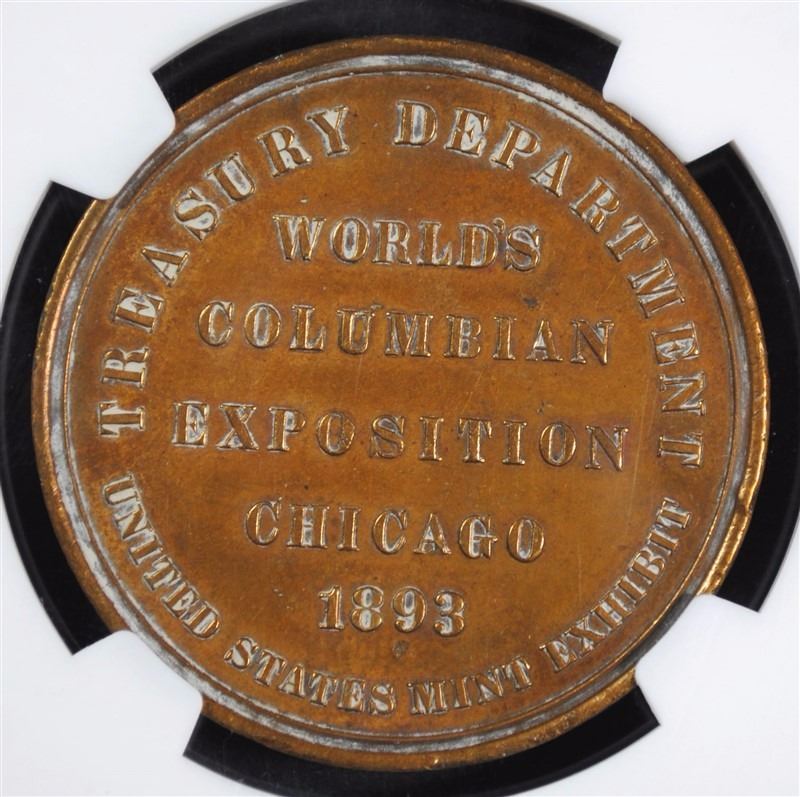 TREASURY DEPARTMENT
WORLD'S
COLUMBIAN
EXPOSITION
CHICAGO
1893
UNITED STATES MINT EXHIBIT